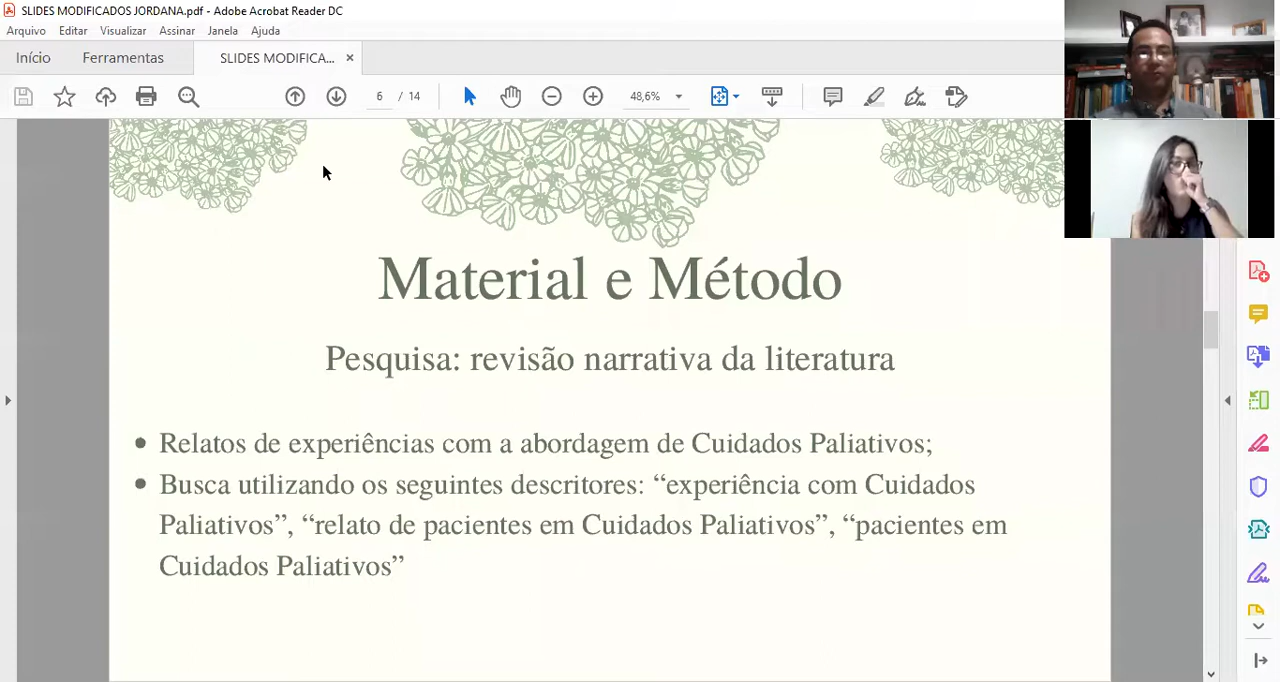 SLIDES MODIFICADOS JORDANA.pdf - Adobe Acrobat Reader DC
Arquivo Editar Visualizar Assinar Janela Ajuda
Início Ferramentas SLIDES MODIFICA... ×
6 / 14 48,6%
Material e Método
Pesquisa: revisão narrativa da literatura
• Relatos de experiências com a abordagem de Cuidados Paliativos;
• Busca utilizando os seguintes descritores: “experiência com Cuidados
Paliativos”, “relato de pacientes em Cuidados Paliativos”, “pacientes em
Cuidados Paliativos”